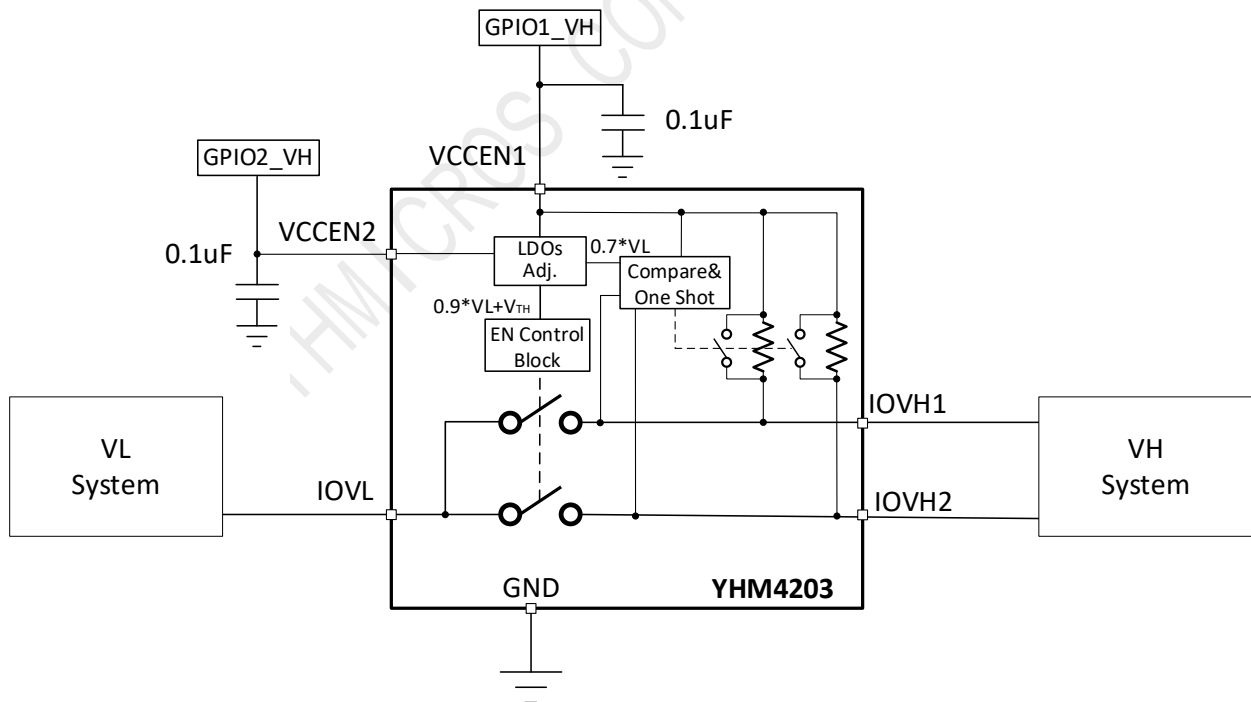 GPIO1_VH
0.1uF
GPIO2_VH
VCCEN1
VCCEN2
0.1uF
LDOs
Adj.
0.7*VL
Compare&
One Shot
0.9*VL+VTH
EN Control
Block
IOVH1
VL
System
VH
System
IOVL
IOVH2
GND
YHM4203
HMICROS